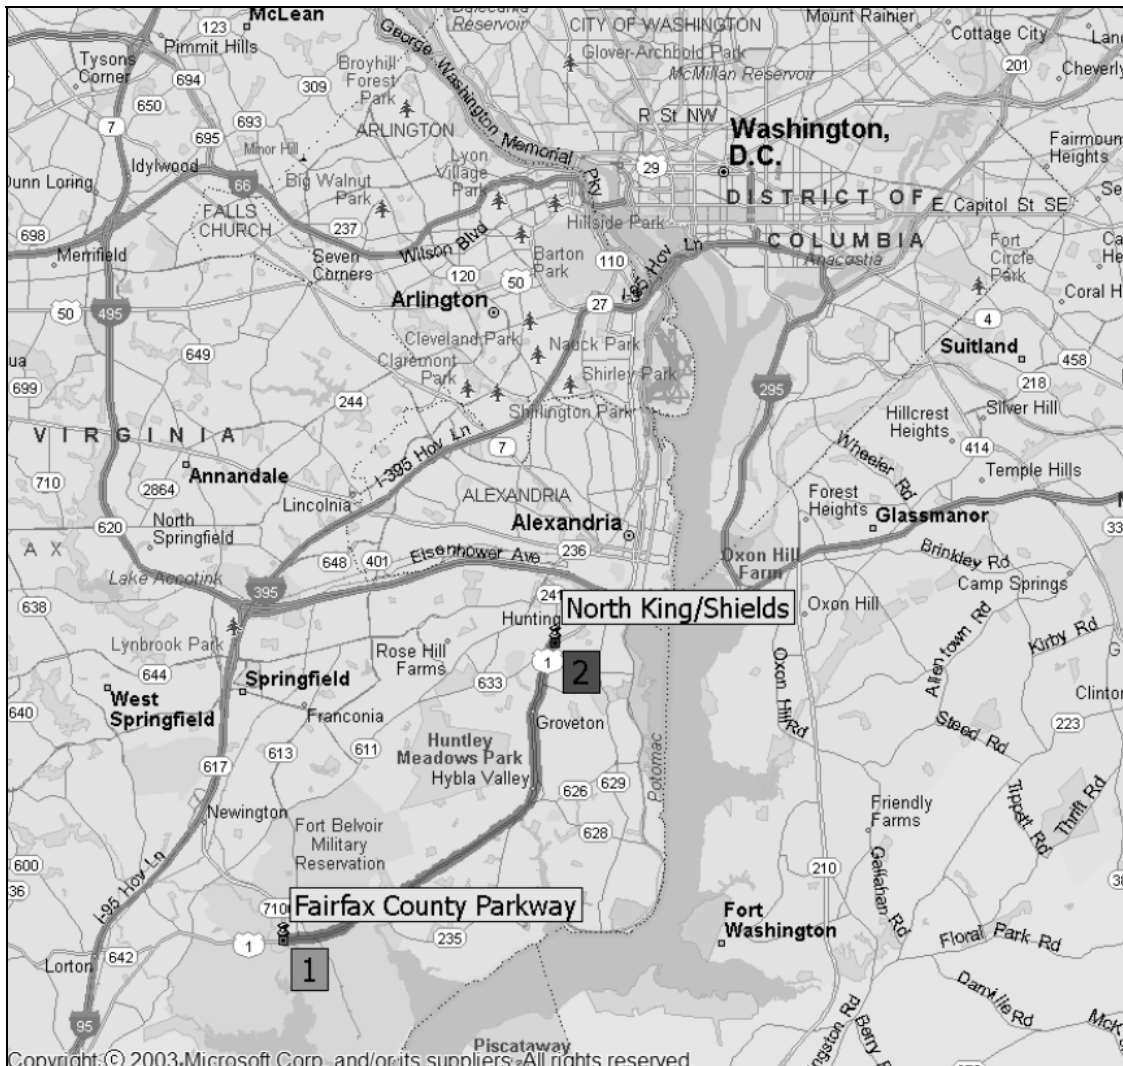 McLean
Reservoir
CITY OF WASHINGTON
Mount Rainier
Cottage City
123
Pimmit Hills
George Washington Memorial Pky
Glover-Archbold Park
Tysons
Corner
694
Broyhill
Forest
Park
McMillan Reservoir
201
Cheverly
650
309
R St NW
7
693
ARLINGTON
Washington,
D.C.
695
Minor Hill
Lyon
Village
Park
29
Fairmount
Heights
Idylwood
Dunn Loring
66
Big Walnut
Park
DISTRICT OF
COLUMBIA
E Capitol St SE
FALLS
CHURCH
237
Wilson Blvd
Hillside Park
698
Merrifield
Seven
Corners
Barton
Park
110
I-95 Hov Ln
Anacostia
Fort
Circle
Park
120
50
50
495
Arlington
27
Coral H
4
Cleveland Park
Nauck Park
649
Claremont
Park
Shirley Park
Suitland
458
699
295
218
244
Shirlington Park
Hillcrest
Heights
Silver Hill
VIRGINIA
7
Wheeler Rd
414
710
Annandale
I-395 Hov Ln
Temple Hills
2864
ALEXANDRIA
Lincolnia
Forest
Heights
620
North
Springfield
Alexandria
Glassmanor
33
A X
648
401
Eisenhower Ave
236
Oxon Hill
Farm
Brinkley Rd
Lake Accotink
395
Camp Springs
638
241
North King/Shields
Oxon Hill
Allentown Rd
Kirby Rd
Hunting
Lynbrook Park
Rose Hill
Farms
1
2
644
Springfield
633
Oxon Hill Rd
Clinton
West
Springfield
640
Franconia
Groveton
223
Steed Rd
613
611
Huntley
Meadows Park
Potomac
617
Hybla Valley
629
626
Tippett Rd
Thrift Rd
Newington
Friendly
Farms
Fort Belvoir
Military
Reservation
628
600
210
Gallahan Rd
I-95 Hov Ln
710
Fairfax County Parkway
Fort
Washington
1
235
Floral Park Rd
642
Lorton
1
Danville Rd
95
Piscataway
Copyright © 2003 Microsoft Corp. and/or its suppliers. All rights reserved.